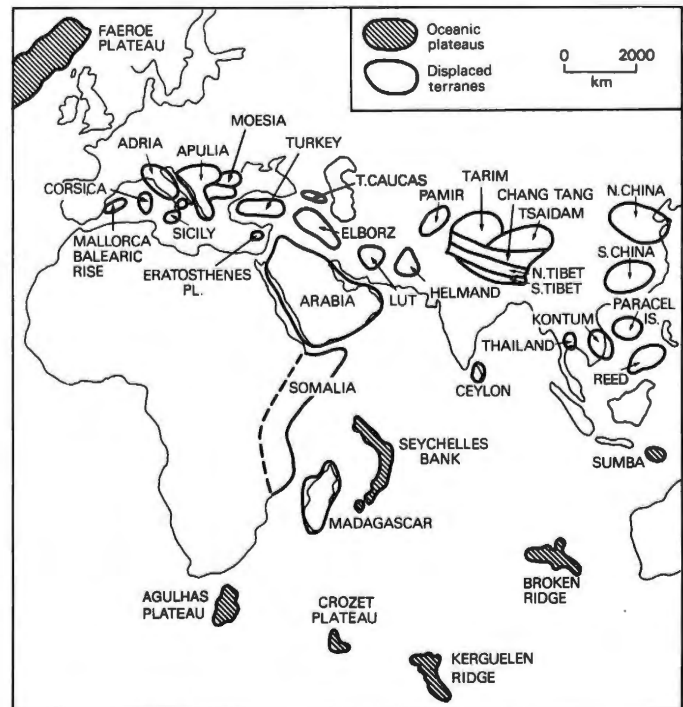 FAEROE
PLATEAU
Oceanic
plateaus
Displaced
terranes
0 2000
km
MOESIA
ADRIA
APULIA
TURKEY
CORSICA
T.CAUCAS
PAMIR
TARIM
CHANG TANG
TSAIDAM
N.CHINA
MALLORCA
BALEARIC
RISE
SICILY
ELBORZ
S.CHINA
ERATOSTHENES
PL.
ARABIA
LUT
HELMAND
N.TIBET
S.TIBET
PARACEL
IS.
KONTUM
THAILAND
REED
SOMALIA
CEYLON
SEYCHELLES
BANK
SUMBA
MADAGASCAR
AGULHAS
PLATEAU
CROZET
PLATEAU
BROKEN
RIDGE
KERGUELEN
RIDGE